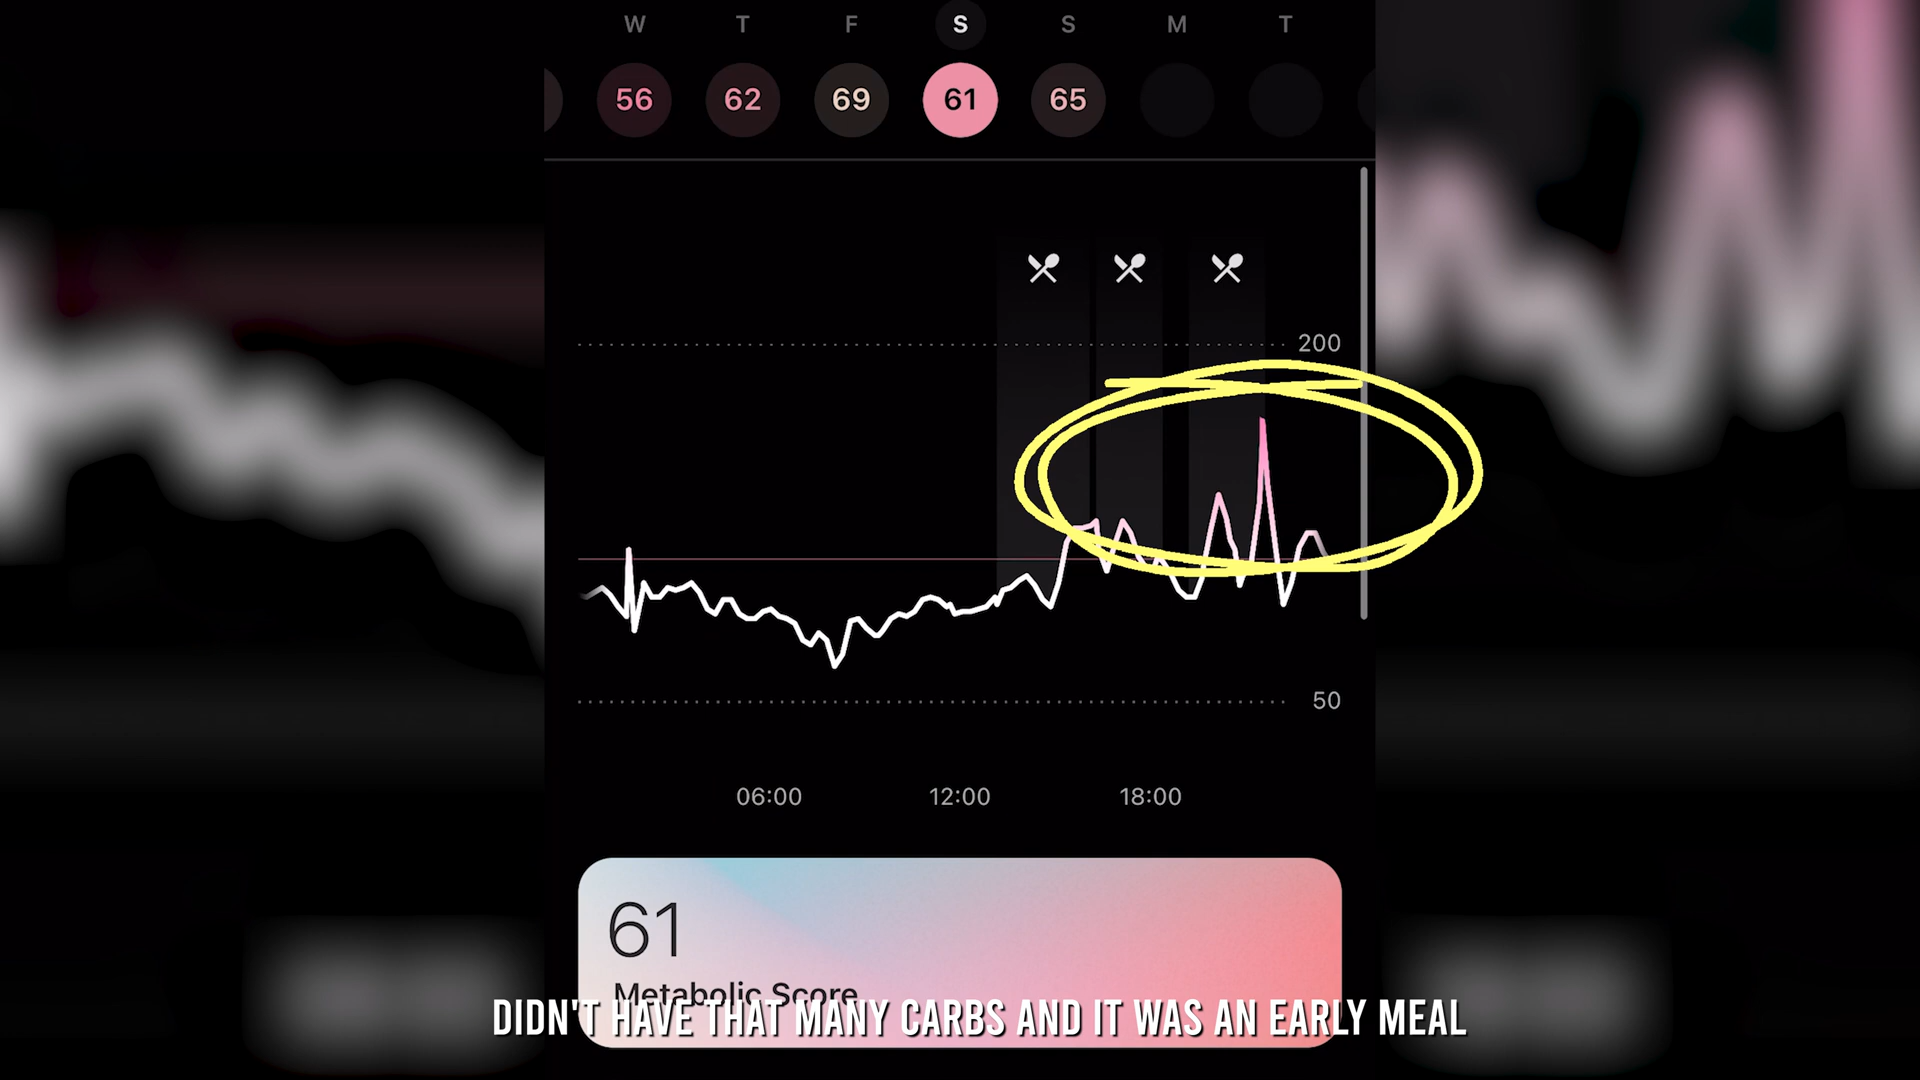 W T F S S M T
56 62 69 61 65
200
50
06:00 12:00 18:00
61
Metabolic Score
DIDN'T HAVE THAT MANY CARBS AND IT WAS AN EARLY MEAL